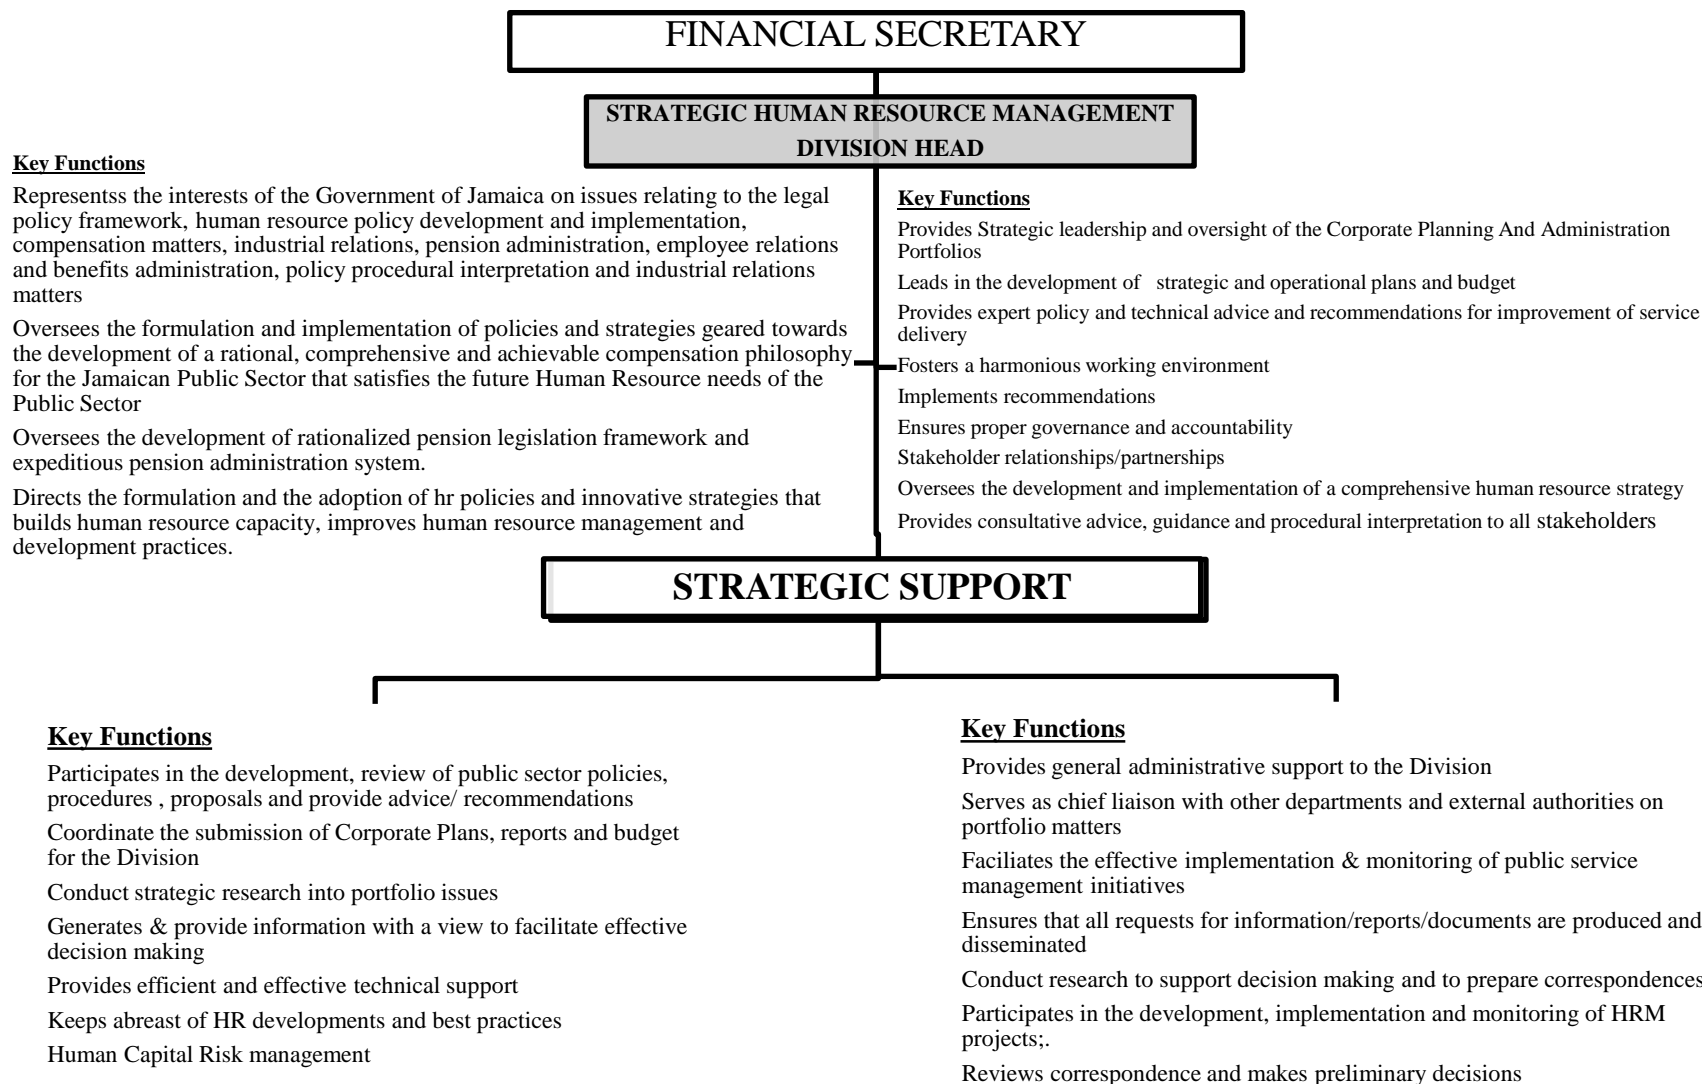 FINANCIAL SECRETARY
STRATEGIC HUMAN RESOURCE MANAGEMENT
DIVISION HEAD
Key Functions
Representss the interests of the Government of Jamaica on issues relating to the legal
policy framework, human resource policy development and implementation,
compensation matters, industrial relations, pension administration, employee relations
and benefits administration, policy procedural interpretation and industrial relations
matters
Oversees the formulation and implementation of policies and strategies geared towards
the development of a rational, comprehensive and achievable compensation philosophy
for the Jamaican Public Sector that satisfies the future Human Resource needs of the
Public Sector
Oversees the development of rationalized pension legislation framework and
expeditious pension administration system.
Directs the formulation and the adoption of hr policies and innovative strategies that
builds human resource capacity, improves human resource management and
development practices.
Key Functions
Provides Strategic leadership and oversight of the Corporate Planning And Administration
Portfolios
Leads in the development of strategic and operational plans and budget
Provides expert policy and technical advice and recommendations for improvement of service
delivery
Fosters a harmonious working environment
Implements recommendations
Ensures proper governance and accountability
Stakeholder relationships/partnerships
Oversees the development and implementation of a comprehensive human resource strategy
Provides consultative advice, guidance and procedural interpretation to all stakeholders
STRATEGIC SUPPORT
Key Functions
Participates in the development, review of public sector policies,
procedures , proposals and provide advice/ recommendations
Coordinate the submission of Corporate Plans, reports and budget
for the Division
Conduct strategic research into portfolio issues
Generates & provide information with a view to facilitate effective
decision making
Provides efficient and effective technical support
Keeps abreast of HR developments and best practices
Human Capital Risk management
Key Functions
Provides general administrative support to the Division
Serves as chief liaison with other departments and external authorities on
portfolio matters
Faciliates the effective implementation & monitoring of public service
management initiatives
Ensures that all requests for information/reports/documents are produced and
disseminated
Conduct research to support decision making and to prepare correspondences
Participates in the development, implementation and monitoring of HRM
projects;.
Reviews correspondence and makes preliminary decisions